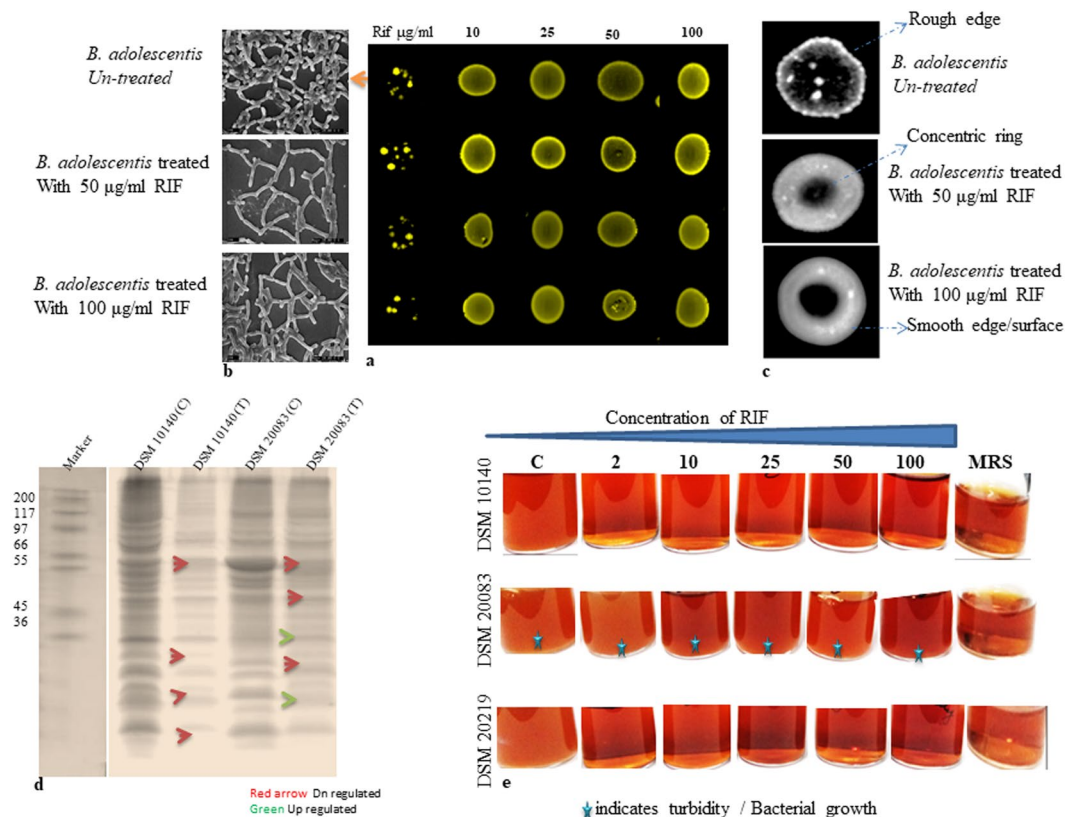 Rif µg/ml 10 25 50 100
B. adolescentis
Un-treated
B. adolescentis treated
With 50 µg/ml RIF
B. adolescentis treated
With 100 µg/ml RIF
b
a
Rough edge
B. adolescentis
Un-treated
Concentric ring
B. adolescentis treated
With 50 µg/ml RIF
B. adolescentis treated
With 100 µg/ml RIF
Smooth edge/surface
c
Marker
DSM 10140 (C)
DSM 10140 (T)
DSM 20083 (C)
DSM 20083 (T)
200
117
97
66
55
45
36
d
Red arrow Dn regulated
Green Up regulated
Concentration of RIF
C 2 10 25 50 100 MRS
DSM 10140
DSM 20083
DSM 20219
e
indicates turbidity / Bacterial growth